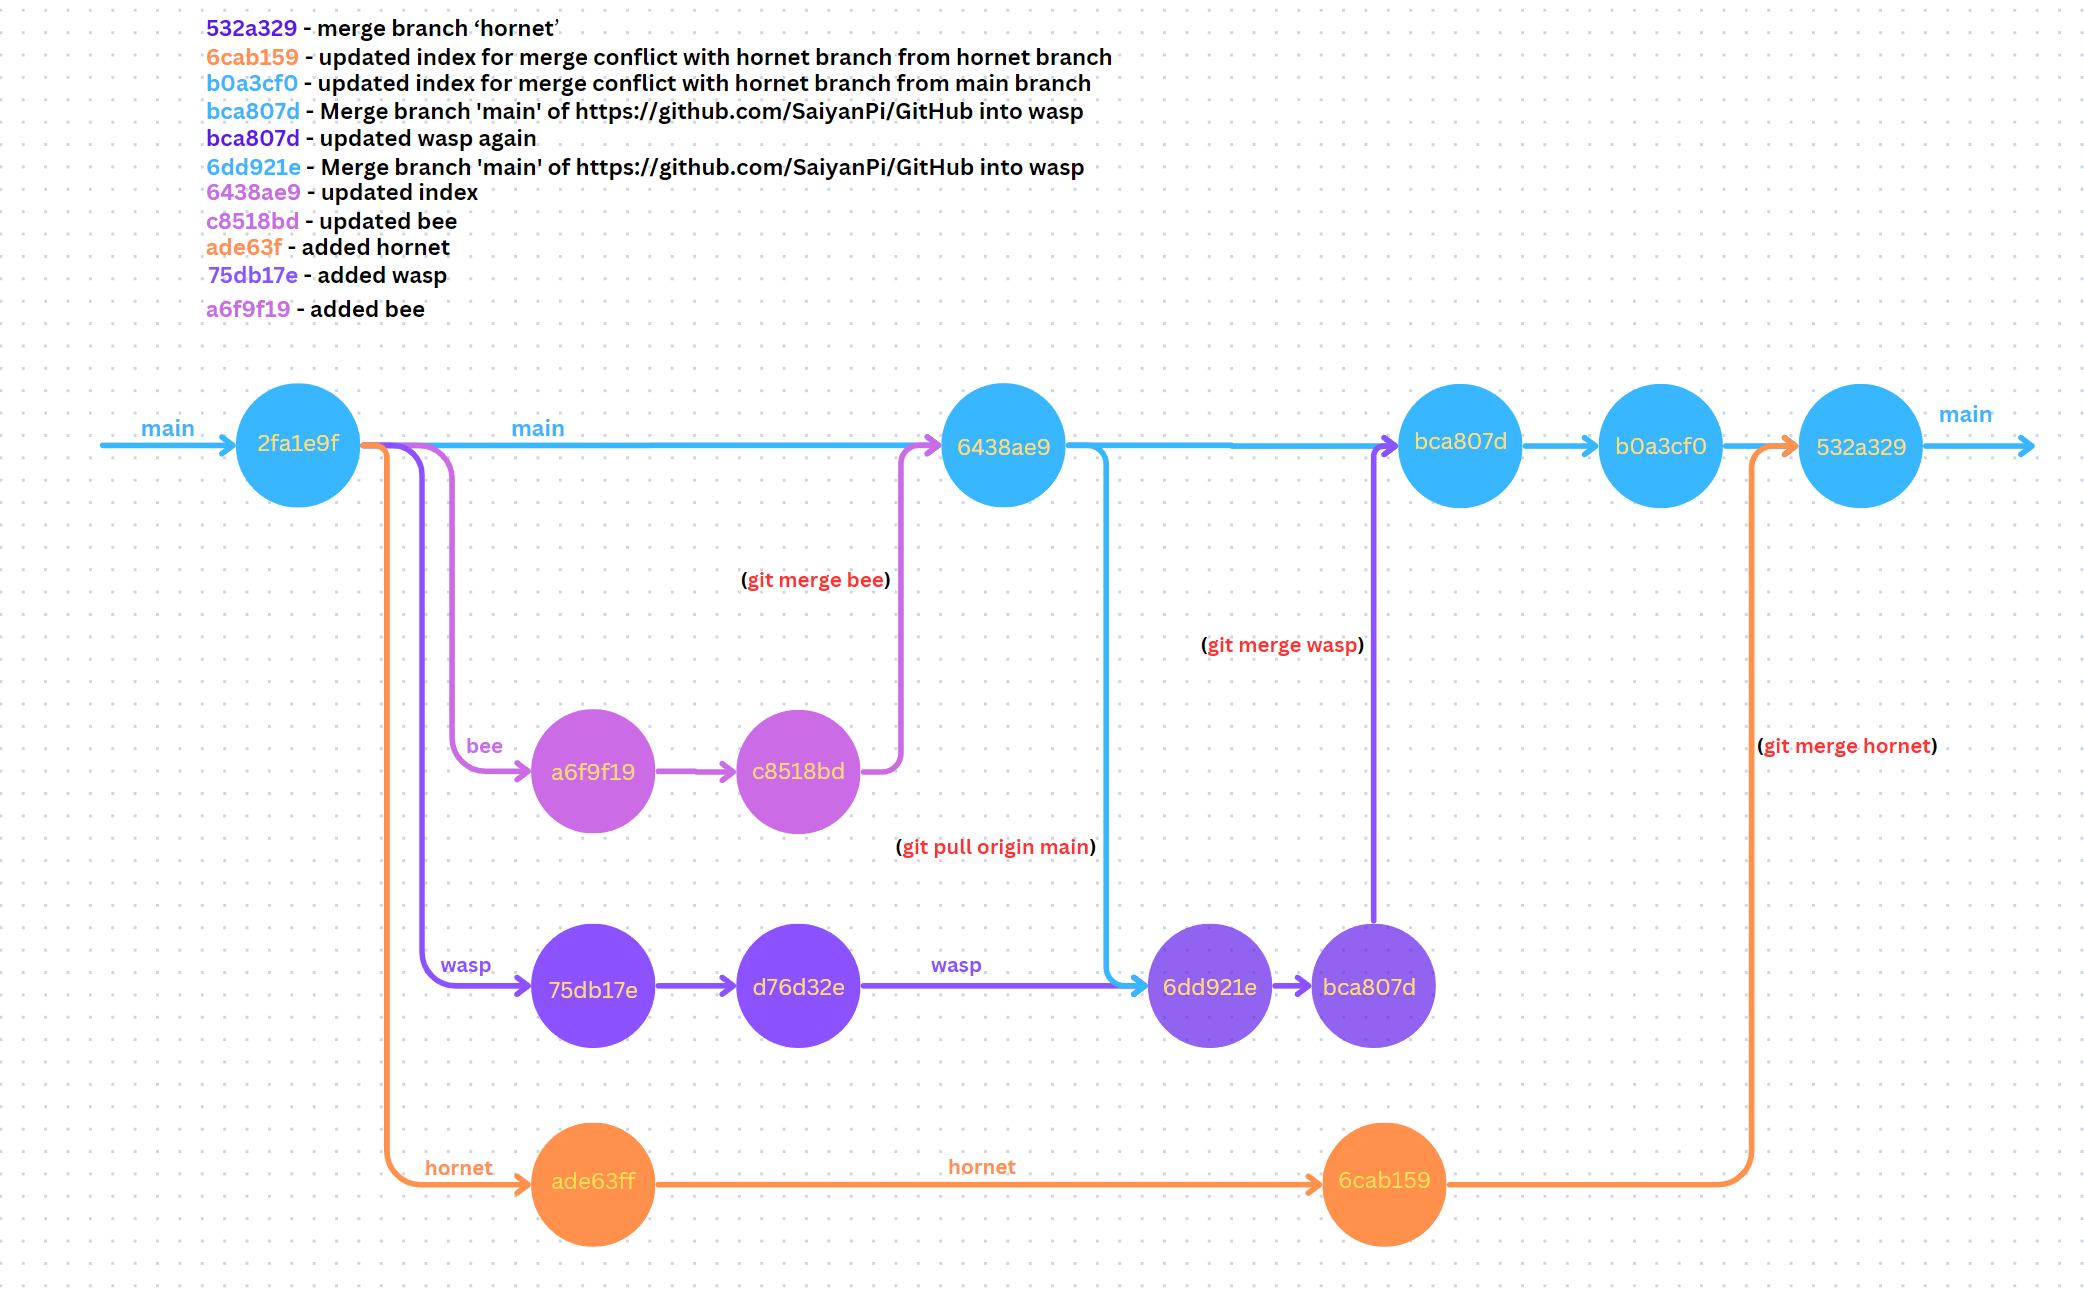 532a329 - merge branch ‘hornet’
6cab159 - updated index for merge conflict with hornet branch from hornet branch
b0a3cf0 - updated index for merge conflict with hornet branch from main branch
bca807d - Merge branch 'main' of https://github.com/SaiyanPi/GitHub into wasp
bca807d - updated wasp again
6dd921e - Merge branch 'main' of https://github.com/SaiyanPi/GitHub into wasp
6438ae9 - updated index
c8518bd - updated bee
ade63f - added hornet
75db17e - added wasp
a6f9f19 - added bee
main
2fa1e9f
main
6438ae9
bca807d
b0a3cf0
532a329
main
(git merge bee)
(git merge wasp)
bee
a6f9f19
c8518bd
(git merge hornet)
(git pull origin main)
wasp
75db17e
d76d32e
wasp
6dd921e
bca807d
hornet
ade63ff
hornet
6cab159